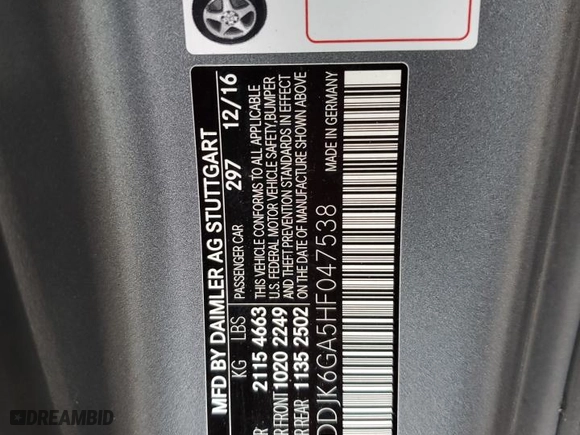 MFD BY DAIMLER AG STUTTGART
297 12/16
KG LBS
PASSENGER CAR
2115 4663
FRONT 1020 2249
REAR 1135 2502
THIS VEHICLE CONFORMS TO ALL APPLICABLE
U.S. FEDERAL MOTOR VEHICLE SAFETY, BUMPER
AND THEFT PREVENTION STANDARDS IN EFFECT
AT THE DATE OF MANUFACTURE SHOWN ABOVE
DDJK6GA5HF047538
MADE IN GERMANY
DREAMBID